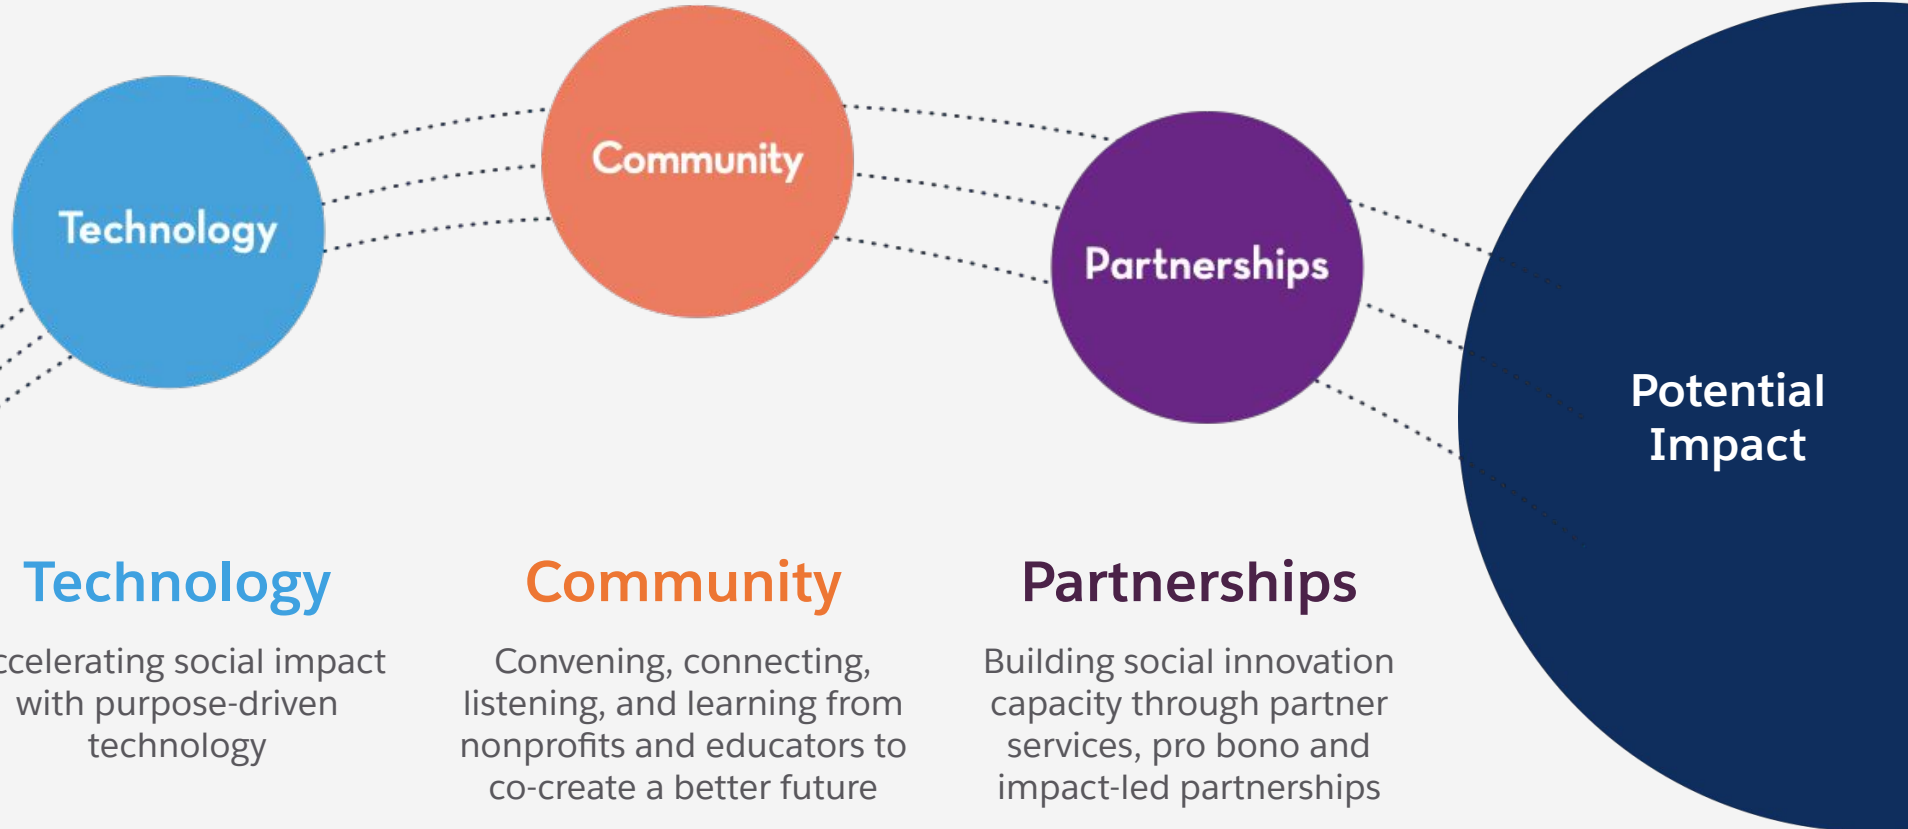 Technology
Community
Partnerships
Potential
Impact
Technology
ccelerating social impact
with purpose-driven
technology
Community
Convening, connecting,
listening, and learning from
nonprofits and educators to
co-create a better future
Partnerships
Building social innovation
capacity through partner
services, pro bono and
impact-led partnerships